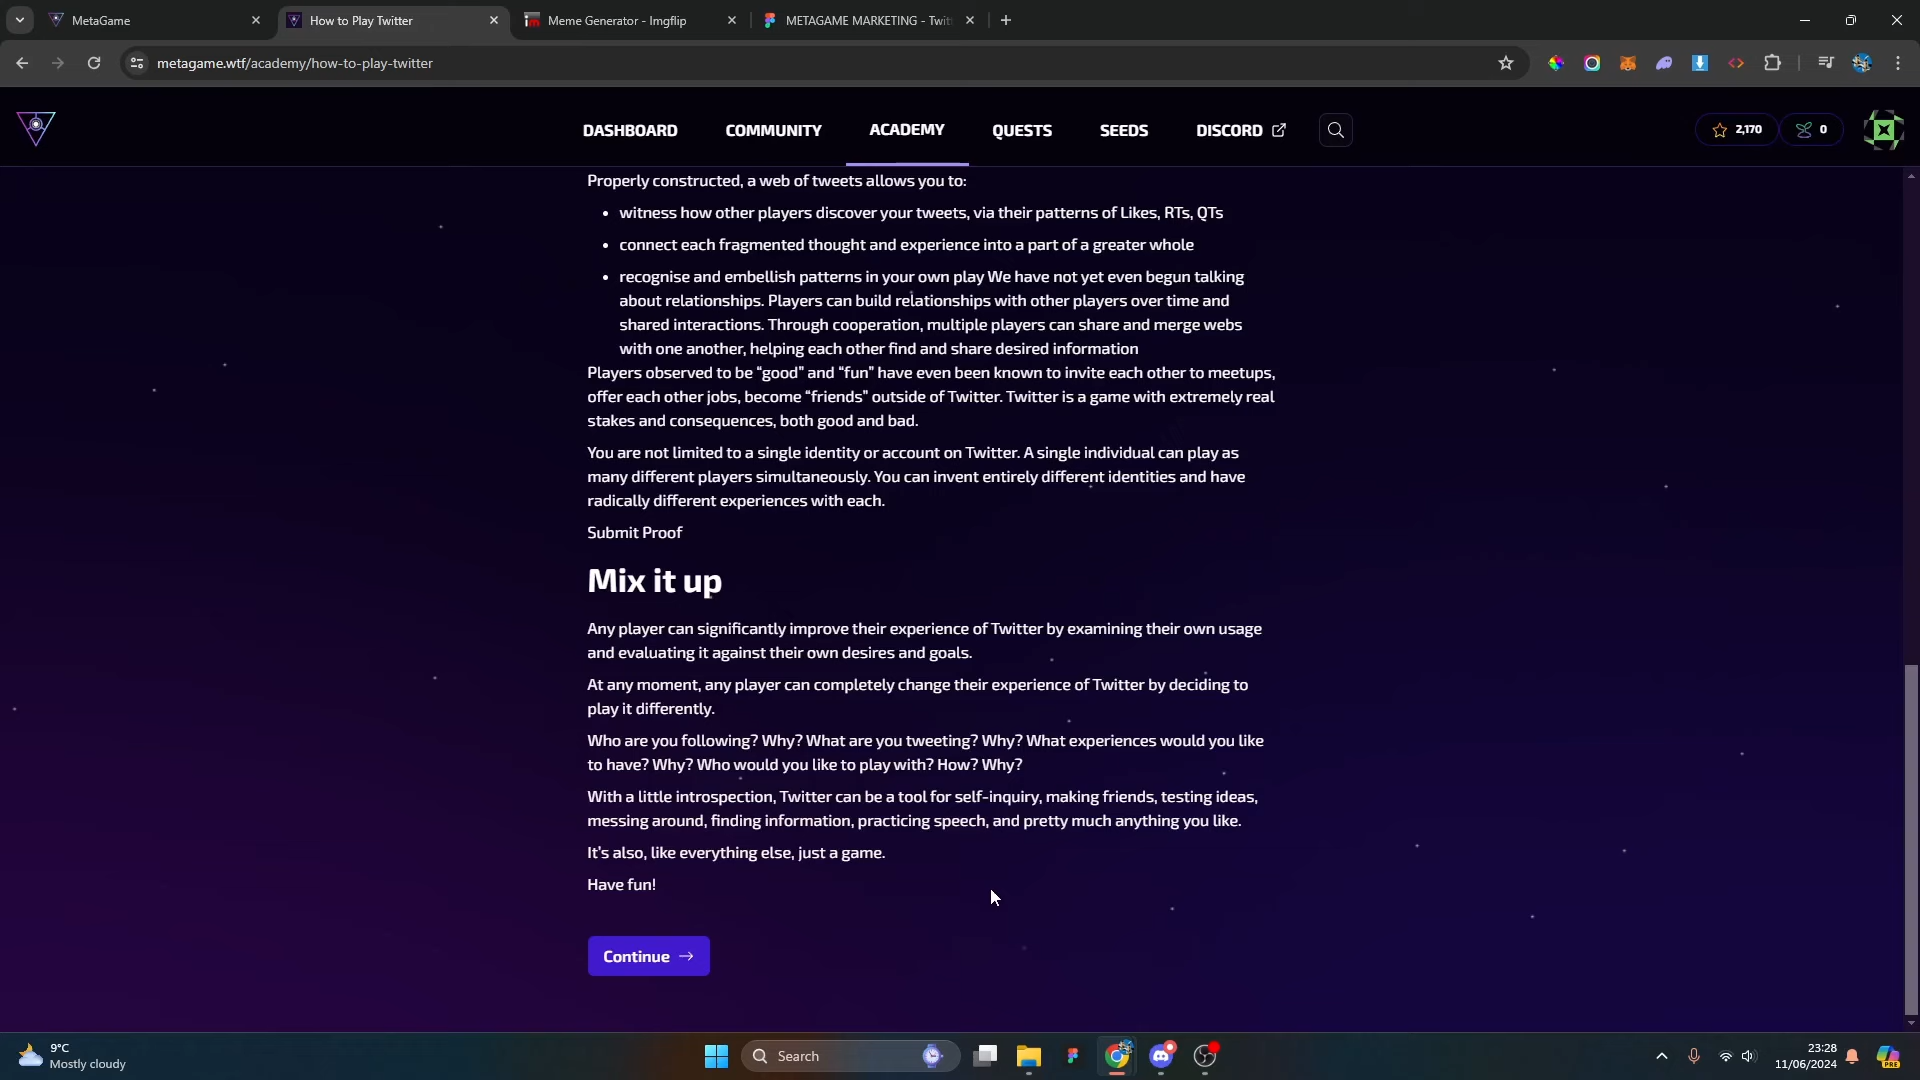 MetaGame
How to Play Twitter
Meme Generator - Imgflip
METAGAME MARKETING - Twit
metagame.wtf/academy/how-to-play-twitter
DASHBOARD
COMMUNITY
ACADEMY
QUESTS
SEEDS
DISCORD
2,170
0
Properly constructed, a web of tweets allows you to:
• witness how other players discover your tweets, via their patterns of Likes, RTs, QTs
• connect each fragmented thought and experience into a part of a greater whole
• recognise and embellish patterns in your own play We have not yet even begun talking
about relationships. Players can build relationships with other players over time and
shared interactions. Through cooperation, multiple players can share and merge webs
with one another, helping each other find and share desired information
Players observed to be “good” and “fun” have even been known to invite each other to meetups,
offer each other jobs, become “friends” outside of Twitter. Twitter is a game with extremely real
stakes and consequences, both good and bad.
You are not limited to a single identity or account on Twitter. A single individual can play as
many different players simultaneously. You can invent entirely different identities and have
radically different experiences with each.
Submit Proof
Mix it up
Any player can significantly improve their experience of Twitter by examining their own usage
and evaluating it against their own desires and goals.
At any moment, any player can completely change their experience of Twitter by deciding to
play it differently.
Who are you following? Why? What are you tweeting? Why? What experiences would you like
to have? Why? Who would you like to play with? How? Why?
With a little introspection, Twitter can be a tool for self-inquiry, making friends, testing ideas,
messing around, finding information, practicing speech, and pretty much anything you like.
It’s also, like everything else, just a game.
Have fun!
Continue →
9°C
Mostly cloudy
Search
23:28
11/06/2024
PRE